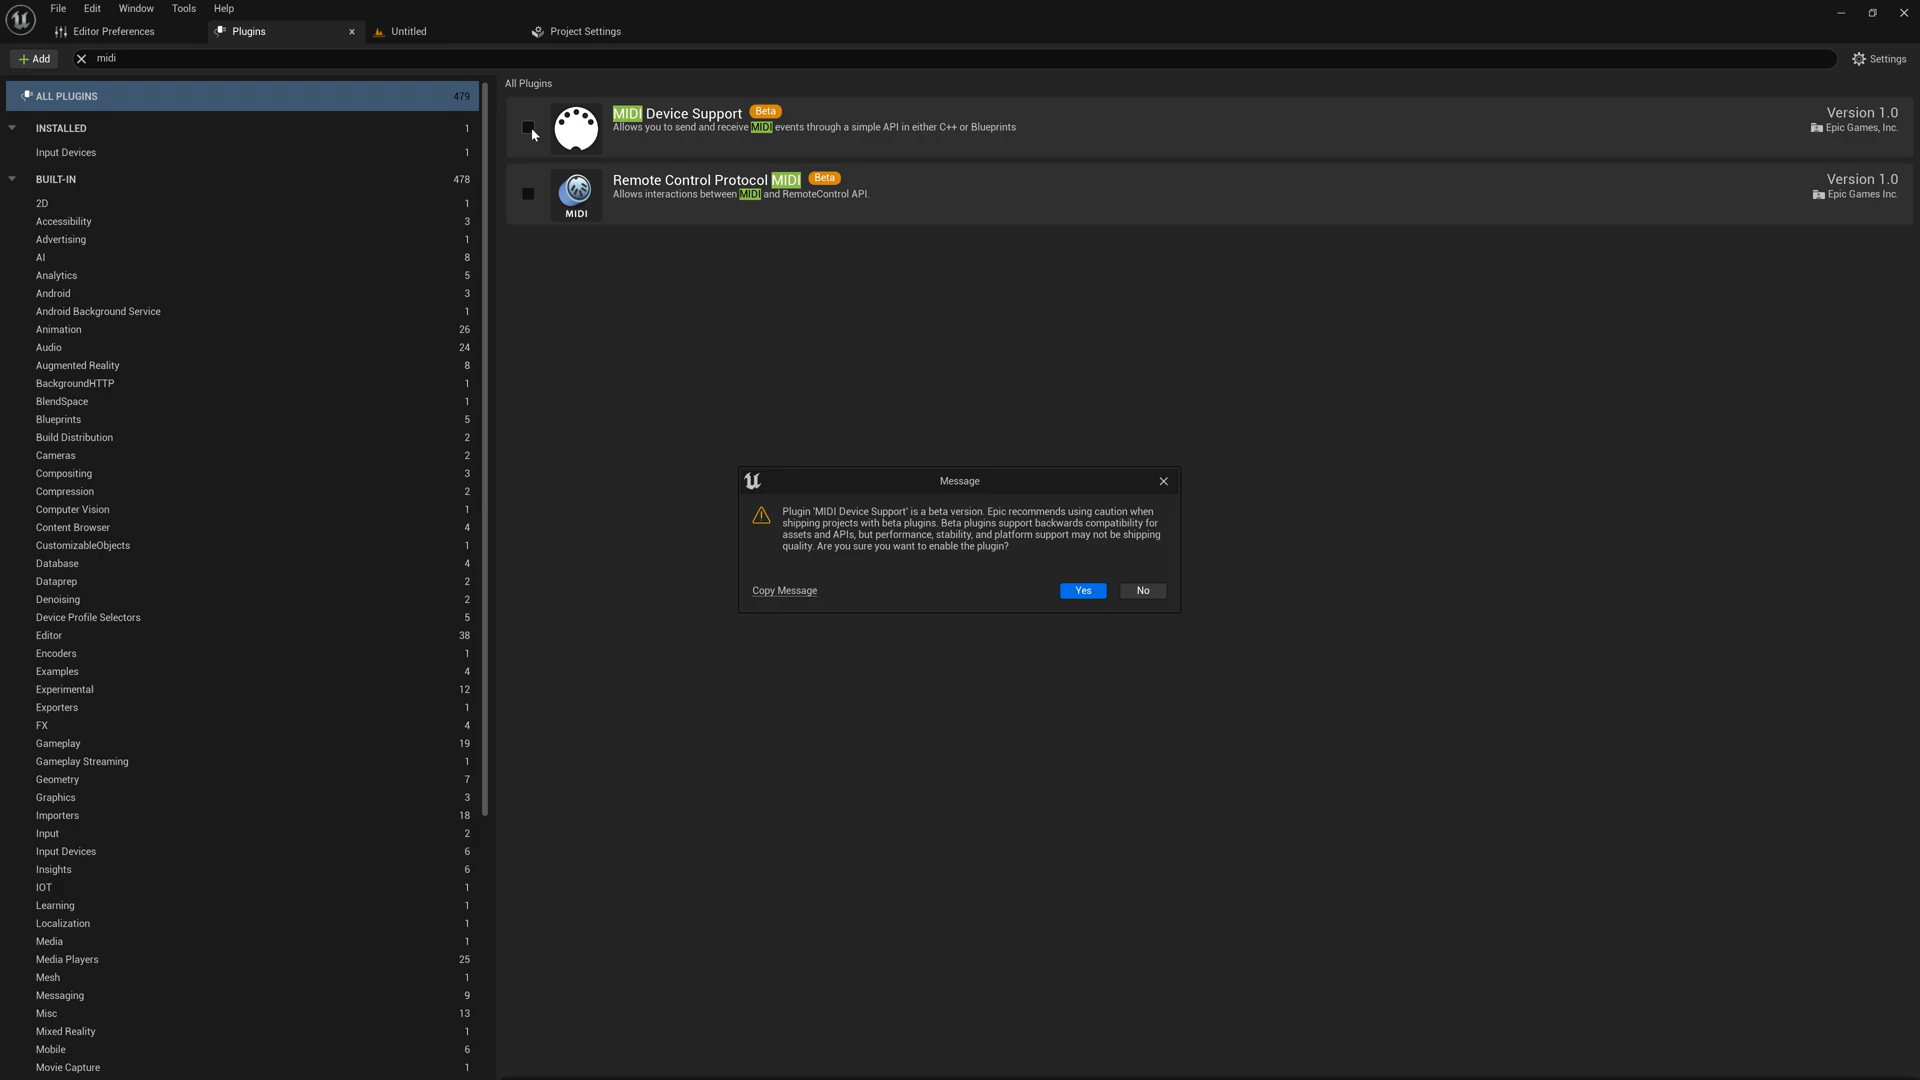 File Edit Window Tools Help
Editor Preferences Plugins Untitled Project Settings
Add midi Settings
ALL PLUGINS 479
INSTALLED 1
Input Devices 1
BUILT-IN 478
2D 1
Accessibility 3
Advertising 1
AI 8
Analytics 5
Android 3
Android Background Service 1
Animation 26
Audio 24
Augmented Reality 8
BackgroundHTTP 1
BlendSpace 1
Blueprints 5
Build Distribution 2
Cameras 2
Compositing 3
Compression 2
Computer Vision 1
Content Browser 4
CustomizableObjects 1
Database 4
Dataprep 2
Denoising 2
Device Profile Selectors 5
Editor 38
Encoders 1
Examples 4
Experimental 12
Exporters 1
FX 4
Gameplay 19
Gameplay Streaming 1
Geometry 7
Graphics 3
Importers 18
Input 2
Input Devices 6
Insights 6
IOT 1
Learning 1
Localization 1
Media 1
Media Players 25
Mesh 1
Messaging 9
Misc 13
Mixed Reality 1
Mobile 6
Movie Capture 1
All Plugins
MIDI Device Support Beta
Allows you to send and receive MIDI events through a simple API in either C++ or Blueprints
Version 1.0
Epic Games, Inc.
Remote Control Protocol MIDI Beta
Allows interactions between MIDI and RemoteControl API.
MIDI
Version 1.0
Epic Games Inc.
Message
Plugin 'MIDI Device Support' is a beta version. Epic recommends using caution when
shipping projects with beta plugins. Beta plugins support backwards compatibility for
assets and APIs, but performance, stability, and platform support may not be shipping
quality. Are you sure you want to enable the plugin?
Copy Message Yes No